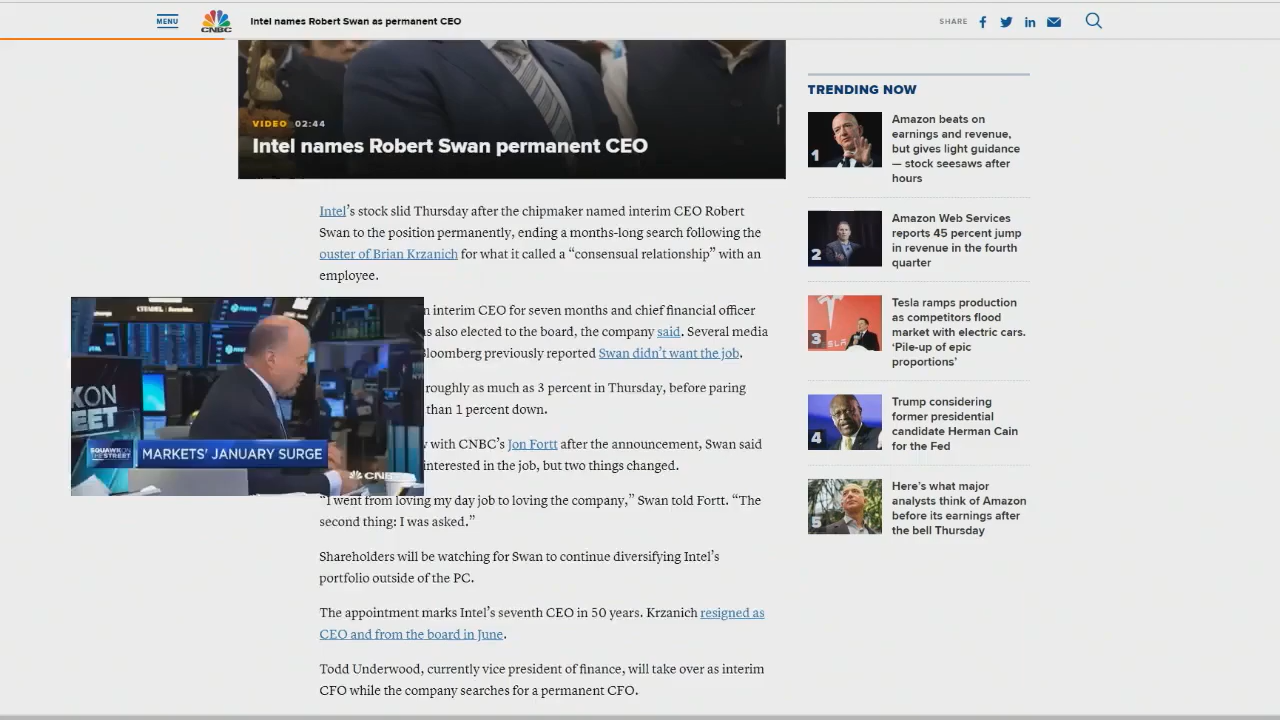 MENU
CNBC
Intel names Robert Swan as permanent CEO
SHARE
VIDEO 02:44
Intel names Robert Swan permanent CEO
Intel's stock slid Thursday after the chipmaker named interim CEO Robert
Swan to the position permanently, ending a months-long search following the
ouster of Brian Krzanich for what it called a “consensual relationship” with an
employee.
interim CEO for seven months and chief financial officer
also elected to the board, the company said. Several media
Bloomberg previously reported Swan didn't want the job.
roughly as much as 3 percent in Thursday, before paring
than 1 percent down.
with CNBC's Jon Fortt after the announcement, Swan said
interested in the job, but two things changed.
“I went from loving my day job to loving the company,” Swan told Fortt. “The
second thing: I was asked.”
Shareholders will be watching for Swan to continue diversifying Intel's
portfolio outside of the PC.
The appointment marks Intel's seventh CEO in 50 years. Krzanich resigned as
CEO and from the board in June.
Todd Underwood, currently vice president of finance, will take over as interim
CFO while the company searches for a permanent CFO.
CITADEL Securities
KON
EET
SQUAWK ON
THE STREET
MARKETS' JANUARY SURGE
CNBC
TRENDING NOW
1
Amazon beats on
earnings and revenue,
but gives light guidance
— stock seesaws after
hours
2
Amazon Web Services
reports 45 percent jump
in revenue in the fourth
quarter
3
Tesla ramps production
as competitors flood
market with electric cars.
‘Pile-up of epic
proportions’
4
Trump considering
former presidential
candidate Herman Cain
for the Fed
5
Here's what major
analysts think of Amazon
before its earnings after
the bell Thursday